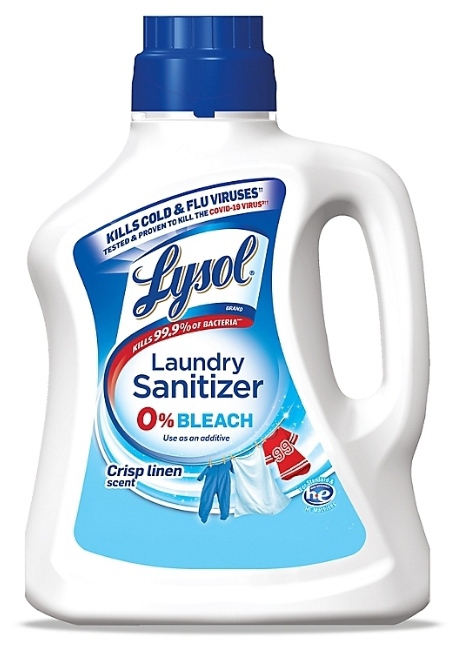 KILLS COLD & FLU VIRUSES††
TESTED & PROVEN TO KILL THE COVID-19 VIRUS
Lysol®
BRAND
KILLS 99.9% OF BACTERIA
Laundry
Sanitizer
0% BLEACH
Use as an additive
Crisp linen
scent
99
he